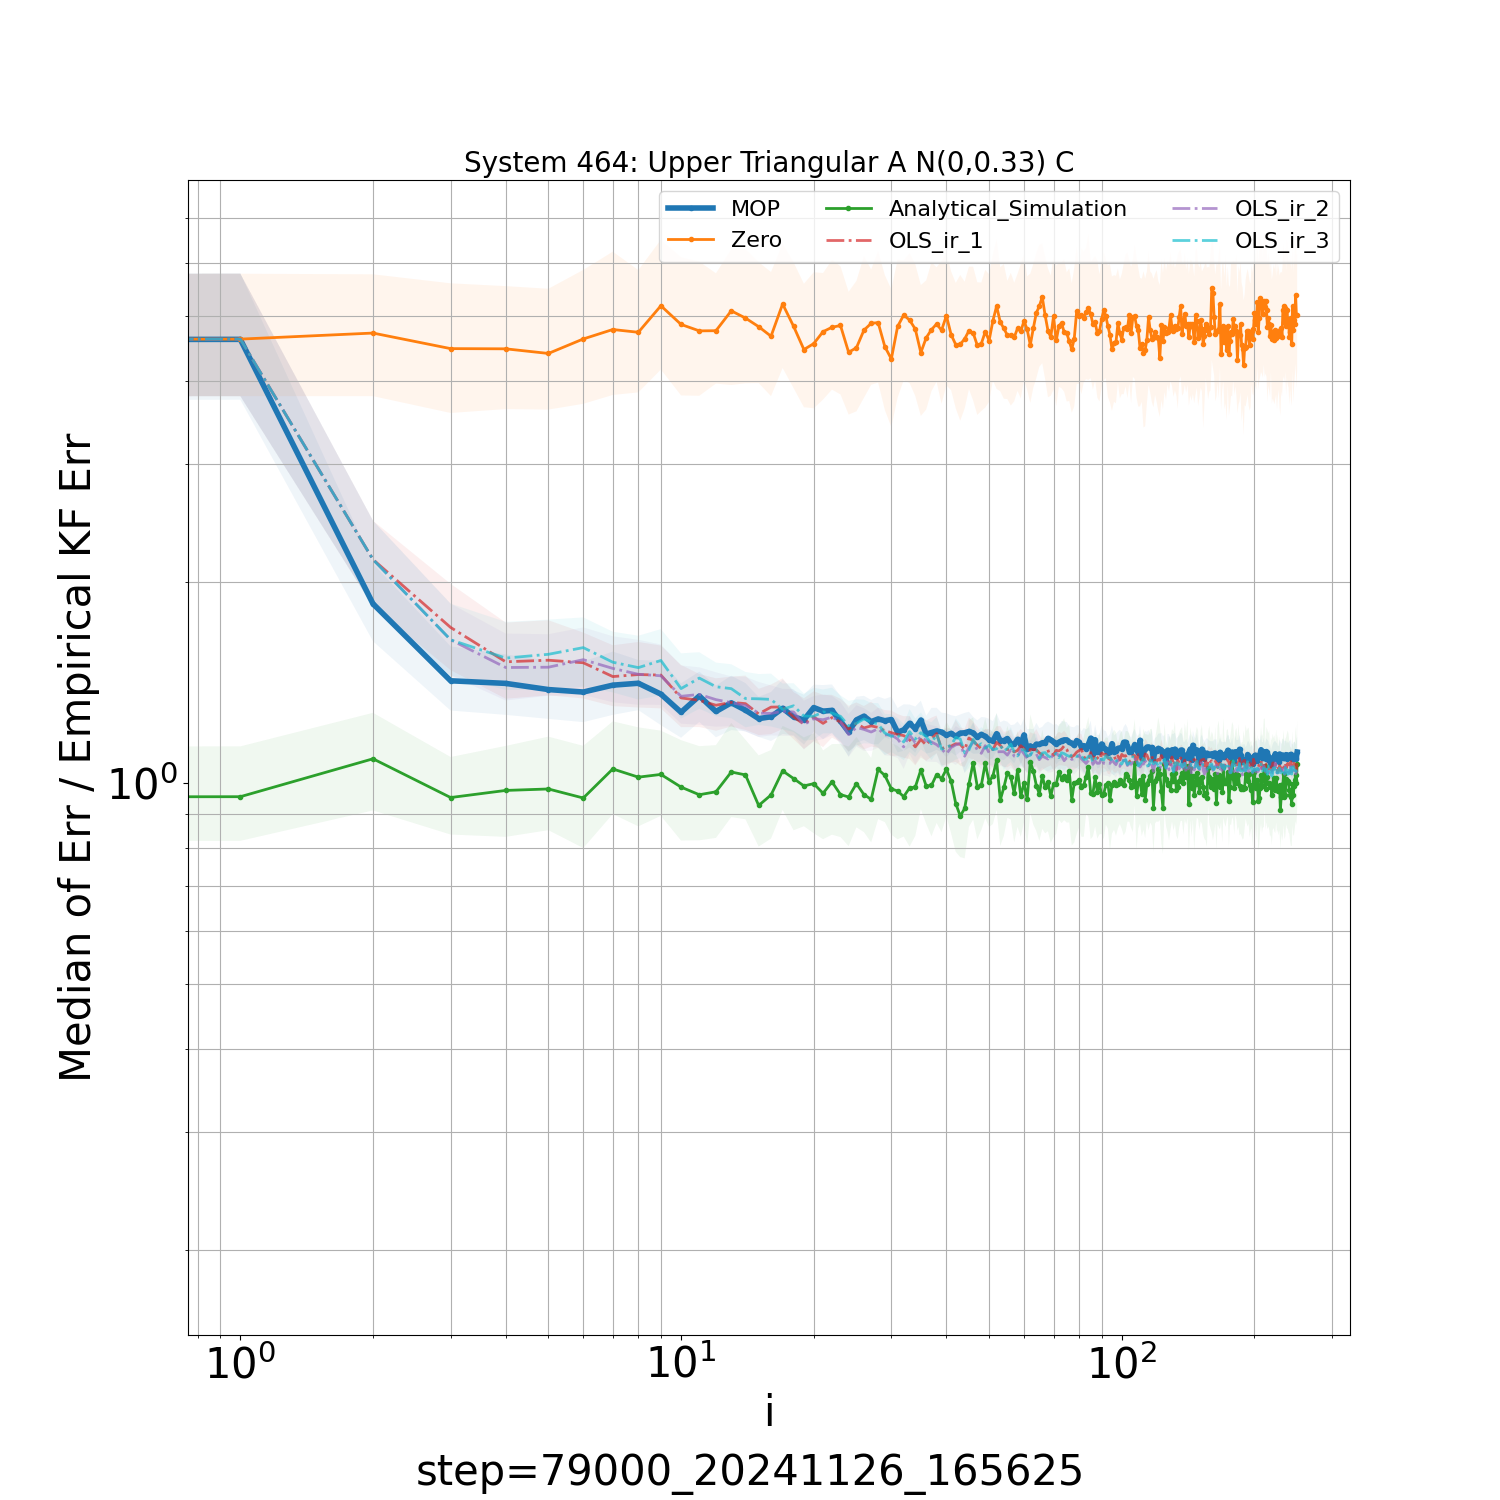 System 464: Upper Triangular A N(0,0.33) C
MOP
Zero
Analytical_Simulation
OLS_ir_1
OLS_ir_2
OLS_ir_3
Median of Err / Empirical KF Err
10⁰
10⁰
10¹
10²
i
step=79000_20241126_165625